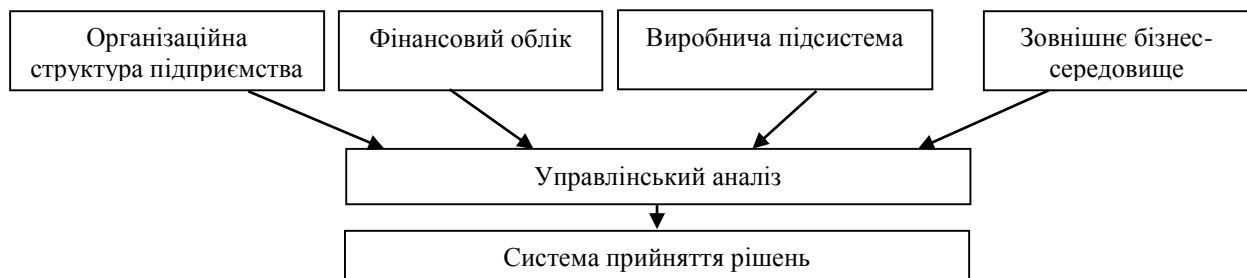 Організаційна
структура підприємства
Фінансовий облік
Виробнича підсистема
Зовнішнє бізнес-
середовище
Управлінський аналіз
Система прийняття рішень